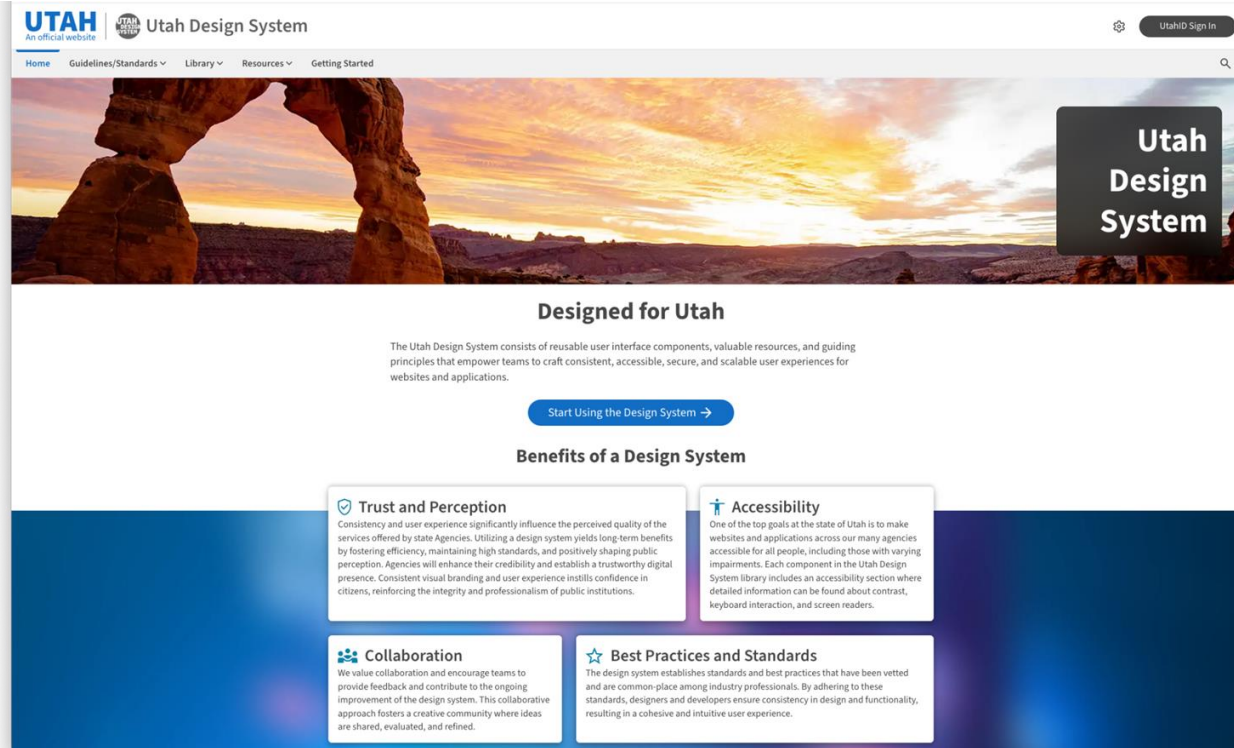 UTAH
An official website
UTAH
DESIGN
SYSTEM
Utah Design System
UtahID Sign In
Home
Guidelines/Standards
Library
Resources
Getting Started
Utah
Design
System
Designed for Utah
The Utah Design System consists of reusable user interface components, valuable resources, and guiding
principles that empower teams to craft consistent, accessible, secure, and scalable user experiences for
websites and applications.
Start Using the Design System →
Benefits of a Design System
Trust and Perception
Consistency and user experience significantly influence the perceived quality of the
services offered by state Agencies. Utilizing a design system yields long-term benefits
by fostering efficiency, maintaining high standards, and positively shaping public
perception. Agencies will enhance their credibility and establish a trustworthy digital
presence. Consistent visual branding and user experience instills confidence in
citizens, reinforcing the integrity and professionalism of public institutions.
Accessibility
One of the top goals at the state of Utah is to make
websites and applications across our many agencies
accessible for all people, including those with varying
impairments. Each component in the Utah Design
System library includes an accessibility section where
detailed information can be found about contrast,
keyboard interaction, and screen readers.
Collaboration
We value collaboration and encourage teams to
provide feedback and contribute to the ongoing
improvement of the design system. This collaborative
approach fosters a creative community where ideas
are shared, evaluated, and refined.
Best Practices and Standards
The design system establishes standards and best practices that have been vetted
and are common-place among industry professionals. By adhering to these
standards, designers and developers ensure consistency in design and functionality,
resulting in a cohesive and intuitive user experience.